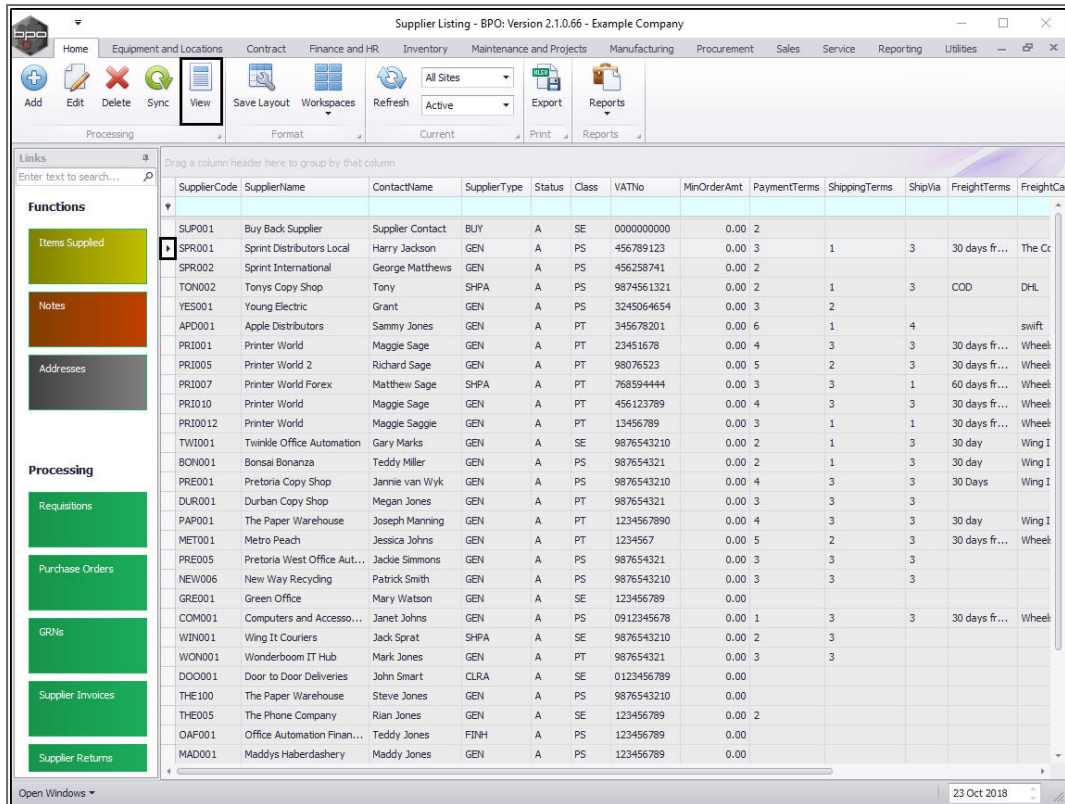 Supplier Listing - BPO: Version 2.1.0.66 - Example Company
bpo
Home Equipment and Locations Contract Finance and HR Inventory Maintenance and Projects Manufacturing Procurement Sales Service Reporting Utilities
All Sites
Add Edit Delete Sync View Save Layout Workspaces Refresh Active Export Reports
Processing Format Current Print Reports
Links
Drag a column header here to group by that column
Enter text to search...
SupplierCode SupplierName ContactName SupplierType Status Class VATNo MinOrderAmt PaymentTerms ShippingTerms ShipVia FreightTerms FreightCa
Functions
Items Supplied
Notes
Addresses
Processing
Requisitions
Purchase Orders
GRNs
Supplier Invoices
Supplier Returns
SUP001 Buy Back Supplier Supplier Contact BUY A SE 0000000000 0.00 2
SPR001 Sprint Distributors Local Harry Jackson GEN A PS 456789123 0.00 3 1 3 30 days fr... The Co
SPR002 Sprint International George Matthews GEN A PS 456258741 0.00 2
TON002 Tonys Copy Shop Tony SHPA A PS 9874561321 0.00 2 1 3 COD DHL
YES001 Young Electric Grant GEN A PS 3245064654 0.00 3 2
APD001 Apple Distributors Sammy Jones GEN A PT 345678201 0.00 6 1 4 swift
PRI001 Printer World Maggie Sage GEN A PT 23451678 0.00 4 3 3 30 days fr... Wheels
PRI005 Printer World 2 Richard Sage GEN A PT 98076523 0.00 5 2 3 30 days fr... Wheels
PRI007 Printer World Forex Matthew Sage SHPA A PT 768594444 0.00 3 3 1 60 days fr... Wheels
PRI010 Printer World Maggie Sage GEN A PT 456123789 0.00 4 3 3 30 days fr... Wheels
PRI0012 Printer World Maggie Saggie GEN A PT 13456789 0.00 3 1 1 30 days fr... Wheels
TWI001 Twinkle Office Automation Gary Marks GEN A SE 9876543210 0.00 2 1 3 30 day Wing I
BON001 Bonsai Bonanza Teddy Miller GEN A PS 987654321 0.00 2 1 3 30 day Wing I
PRE001 Pretoria Copy Shop Jannie van Wyk GEN A PS 9876543210 0.00 4 3 3 30 Days Wing I
DUR001 Durban Copy Shop Megan Jones GEN A PT 987654321 0.00 3 3 3
PAP001 The Paper Warehouse Joseph Manning GEN A PT 1234567890 0.00 4 3 3 30 day Wing I
MET001 Metro Peach Jessica Johns GEN A PT 1234567 0.00 5 2 3 30 days fr... Wheels
PRE005 Pretoria West Office Aut... Jackie Simmons GEN A PS 987654321 0.00 3 3 3
NEW006 New Way Recycling Patrick Smith GEN A PS 9876543210 0.00 3 3 3
GRE001 Green Office Mary Watson GEN A SE 123456789 0.00
COM001 Computers and Accesso... Janet Johns GEN A PS 0912345678 0.00 1 3 3 30 days fr... Wheels
WIN001 Wing It Couriers Jack Sprat SHPA A SE 9876543210 0.00 2 3
WON001 Wonderboom IT Hub Mark Jones GEN A PT 987654321 0.00 3 3
DOO001 Door to Door Deliveries John Smart CLRA A SE 0123456789 0.00
THE100 The Paper Warehouse Steve Jones GEN A PS 9876543210 0.00
THE005 The Phone Company Rian Jones GEN A SE 123456789 0.00 2
OAF001 Office Automation Finan... Teddy Jones FINH A PS 123456789 0.00
MAD001 Maddys Haberdashery Maddy Jones GEN A PS 123456789 0.00
Open Windows 23 Oct 2018